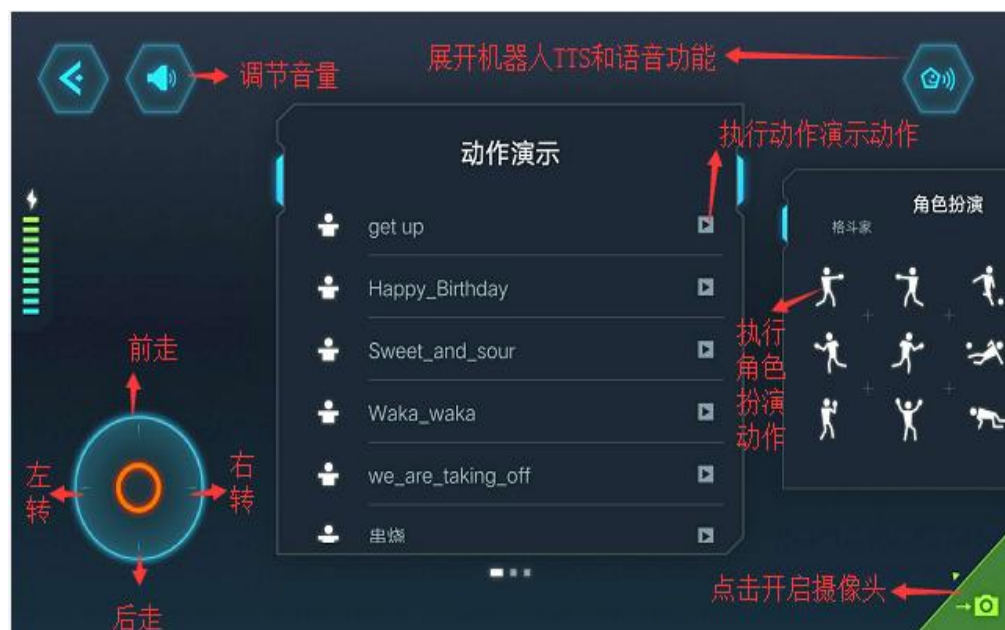 展开机器人TTS和语音功能
调节音量
执行动作演示动作
动作演示
角色扮演
格斗家
get up
Happy_Birthday
Sweet_and_sour
Waka_waka
we_are_taking_off
串烧
执行
角色
扮演
动作
前走
左
转
右
转
后走
点击开启摄像头